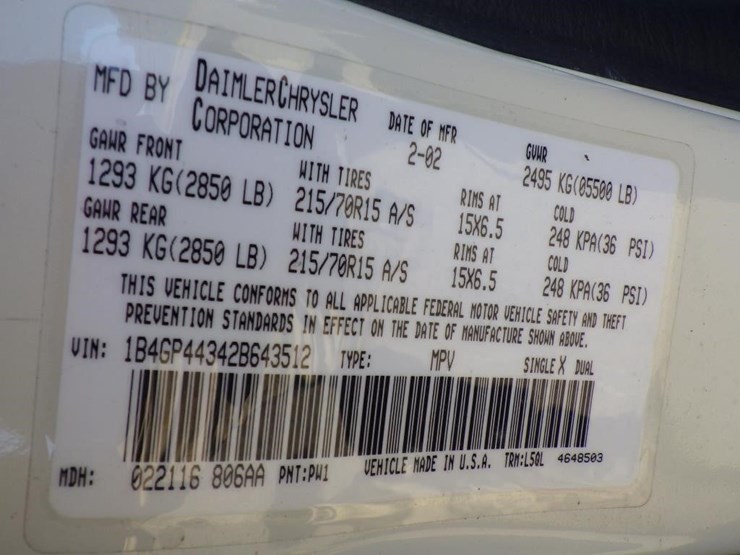 MFD BY DAIMLERCHRYSLER CORPORATION DATE OF MFR 2-02 GVWR 2495 KG(05500 LB)
GAWR FRONT WITH TIRES RIMS AT COLD
1293 KG(2850 LB) 215/70R15 A/S 15X6.5 248 KPA(36 PSI)
GAWR REAR WITH TIRES RIMS AT COLD
1293 KG(2850 LB) 215/70R15 A/S 15X6.5 248 KPA(36 PSI)
THIS VEHICLE CONFORMS TO ALL APPLICABLE FEDERAL MOTOR VEHICLE SAFETY AND THEFT
PREVENTION STANDARDS IN EFFECT ON THE DATE OF MANUFACTURE SHOWN ABOVE.
VIN: 1B4GP44342B643512 TYPE: MPV SINGLE X DUAL
MDH: 022116 806AA PNT:PW1 VEHICLE MADE IN U.S.A. TRM:L5QL 4648503